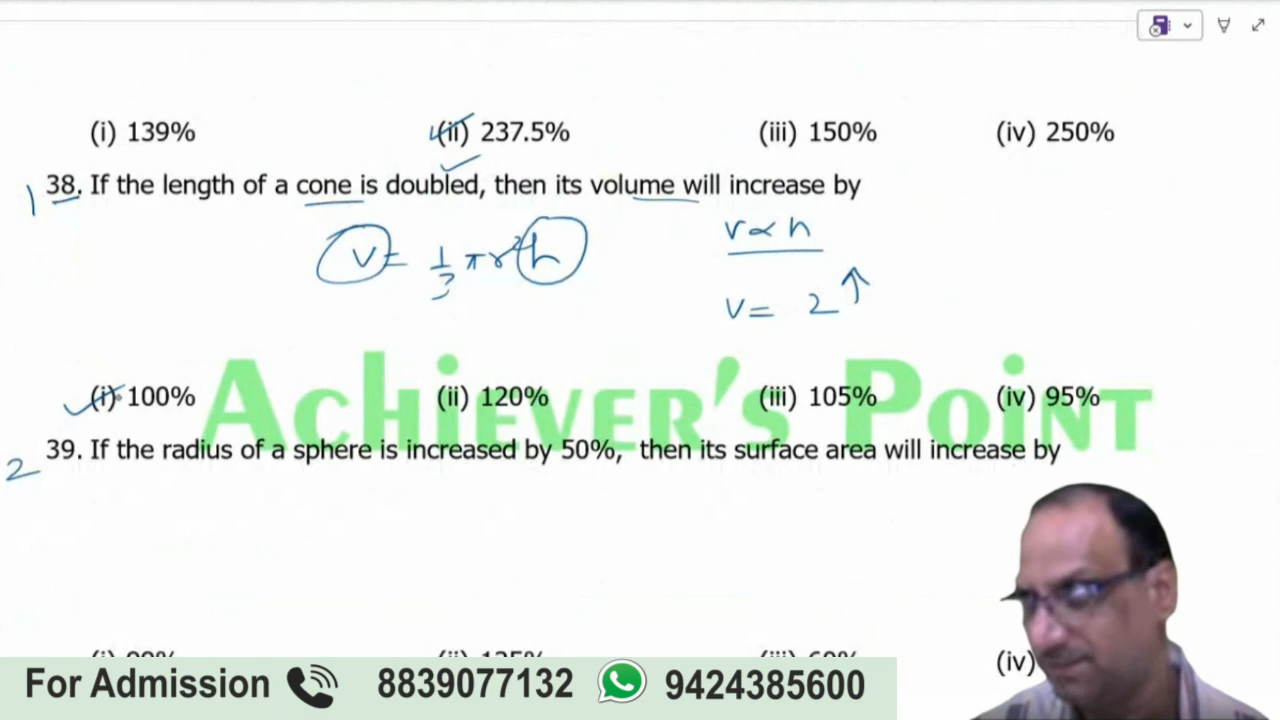 (i) 139% (ii) 237.5% (iii) 150% (iv) 250%
1 38. If the length of a cone is doubled, then its volume will increase by
V = 1/3 πr²h v ∝ h
V = 2 ↑
ACHIEVER'S POINT
(i) 100% (ii) 120% (iii) 105% (iv) 95%
2 39. If the radius of a sphere is increased by 50%, then its surface area will increase by
(i) (ii) (iii) (iv)
For Admission 8839077132 9424385600